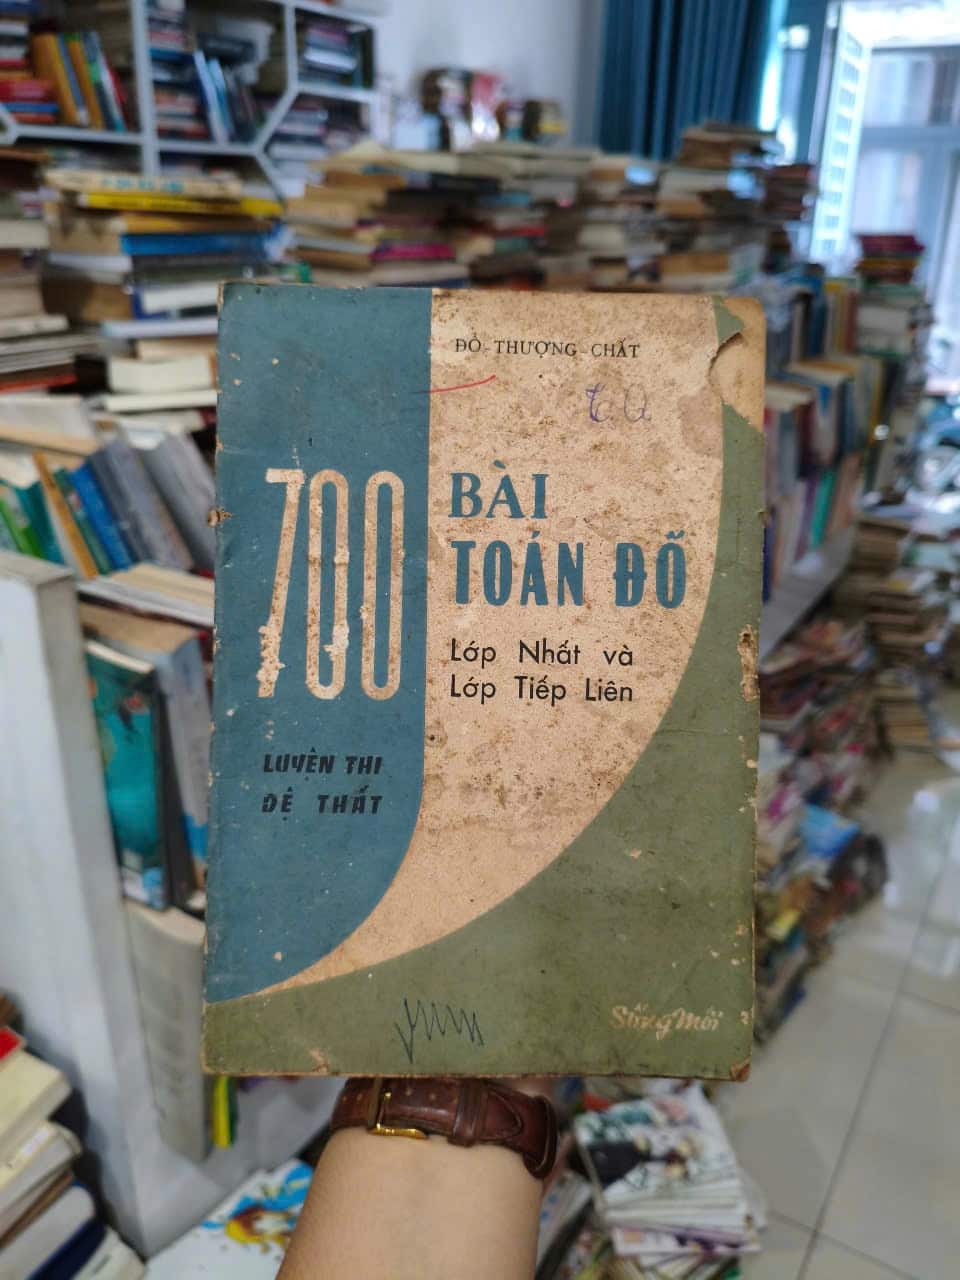 ĐỖ - THƯỢNG - CHẤT
T.Q.
700
BÀI
TOÁN ĐỐ
Lớp Nhất và
Lớp Tiếp Liên
LUYỆN THI
ĐỆ THẤT
Sống Mới